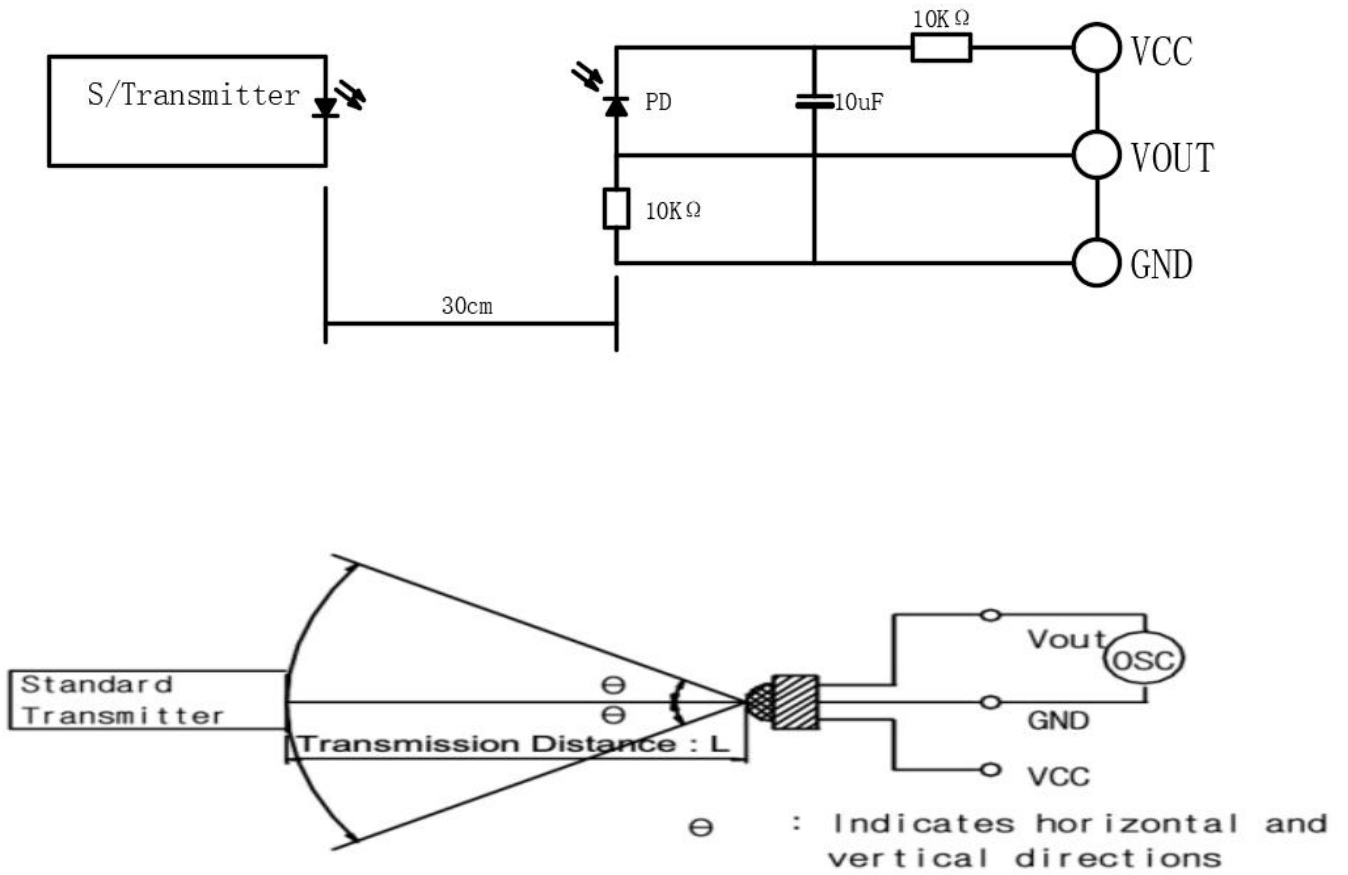 10KΩ
VCC
S/Transmitter
PD
10uF
VOUT
10KΩ
GND
30cm
Vout
OSC
Standard
Transmitter
Θ
Θ
GND
Transmission Distance : L
VCC
Θ : Indicates horizontal and
vertical directions